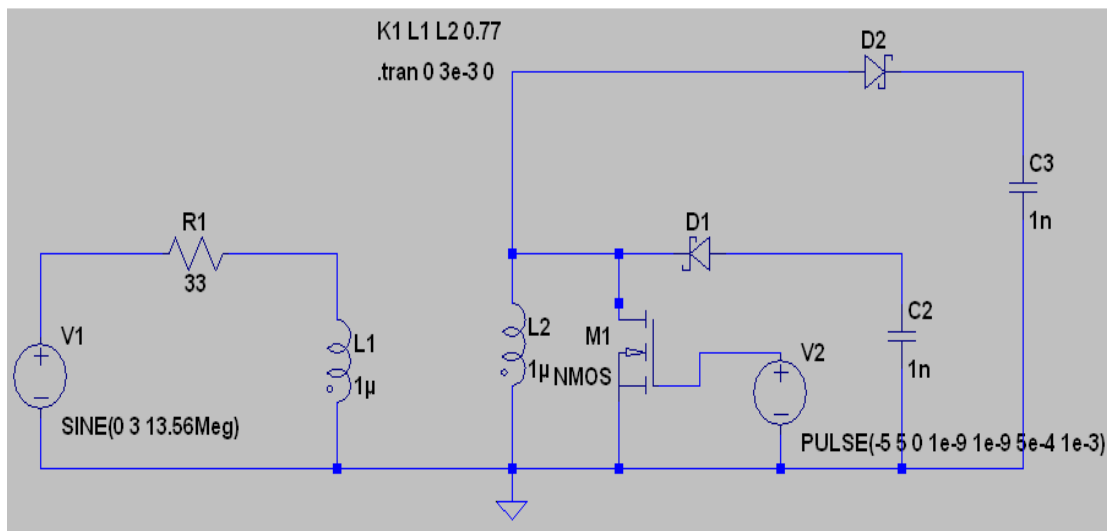 K1 L1 L2 0.77
.tran 0 3e-3 0
D2
C3
1n
R1
33
D1
V1
L1
1µ
L2
1µ
M1
NMOS
V2
C2
1n
SINE(0 3 13.56Meg)
PULSE(-5 5 0 1e-9 1e-9 5e-4 1e-3)